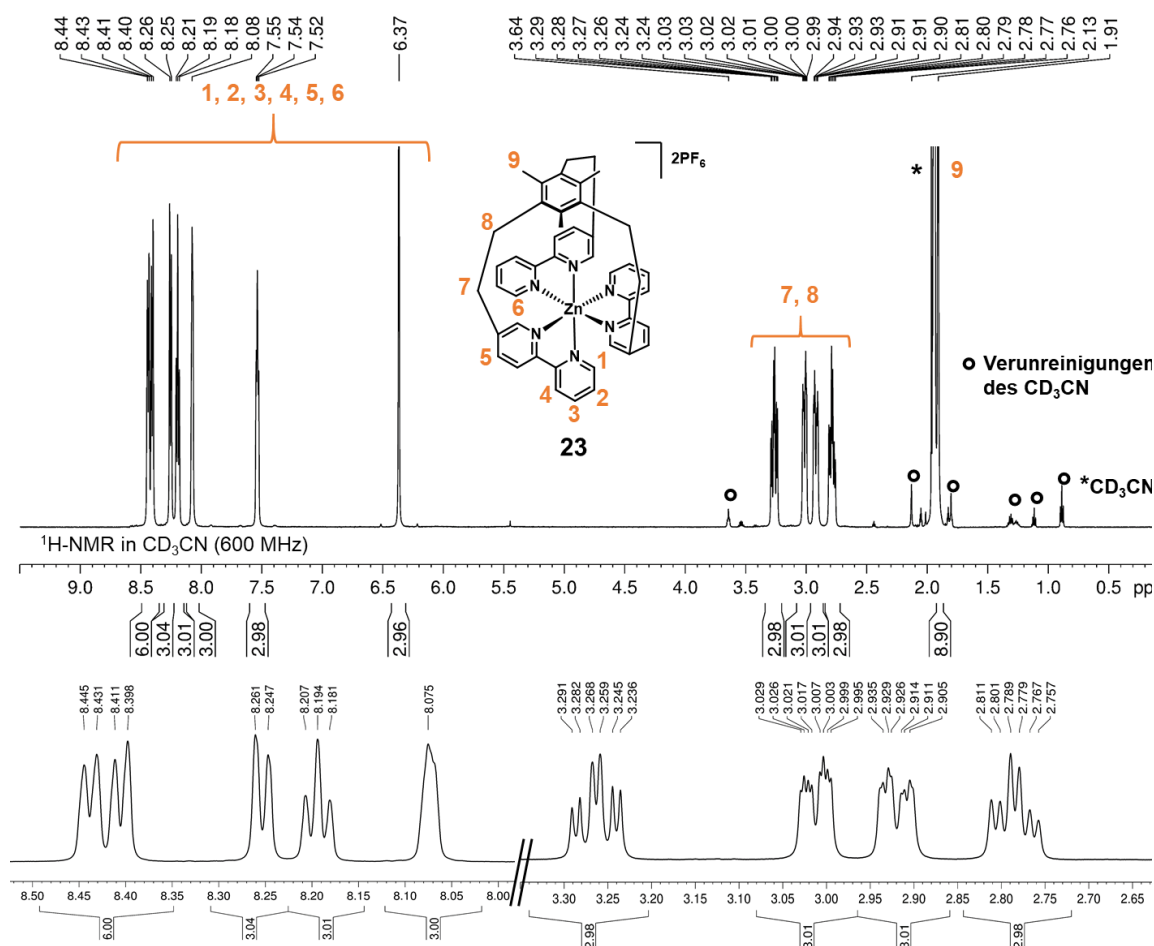 8.44 8.43 8.41 8.40 8.26 8.25 8.21 8.19 8.18 8.08 7.55 7.54 7.52 6.37 3.64 3.29 3.28 3.27 3.26 3.24 3.24 3.03 3.03 3.02 3.02 3.01 3.00 3.00 2.99 2.94 2.93 2.93 2.91 2.91 2.90 2.81 2.80 2.79 2.78 2.77 2.76 2.13 1.91
1, 2, 3, 4, 5, 6
9
2PF6
* 9
8
N N N
7
6 Zn
7, 8
N N N
5
1
4 2
3
23
Verunreinigungen
des CD3CN
*CD3CN
¹H-NMR in CD3CN (600 MHz)
9.0 8.5 8.0 7.5 7.0 6.5 6.0 5.5 5.0 4.5 4.0 3.5 3.0 2.5 2.0 1.5 1.0 0.5 pp
6.00 3.04 3.01 3.00 2.98 2.96 2.98 3.01 3.01 2.98 8.90
8.445 8.431 8.411 8.398 8.261 8.247 8.207 8.194 8.181 8.075 3.291 3.282 3.268 3.259 3.245 3.236 3.029 3.026 3.021 3.017 3.007 3.003 2.999 2.995 2.935 2.929 2.926 2.914 2.911 2.905 2.811 2.801 2.789 2.779 2.767 2.757
8.50 8.45 8.40 8.35 8.30 8.25 8.20 8.15 8.10 8.05 8.00 3.30 3.25 3.20 3.15 3.10 3.05 3.00 2.95 2.90 2.85 2.80 2.75 2.70 2.65
6.00 3.04 3.01 3.00 2.98 3.01 3.01 2.98